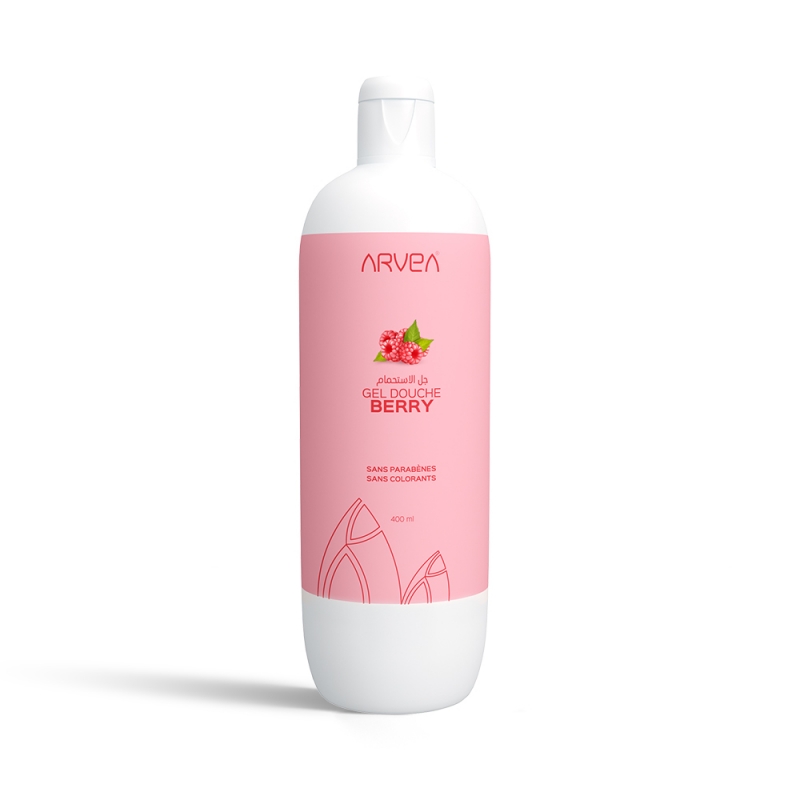 ARVEA®
جل الاستحمام
GEL DOUCHE
BERRY
SANS PARABÈNES
SANS COLORANTS
400 ml